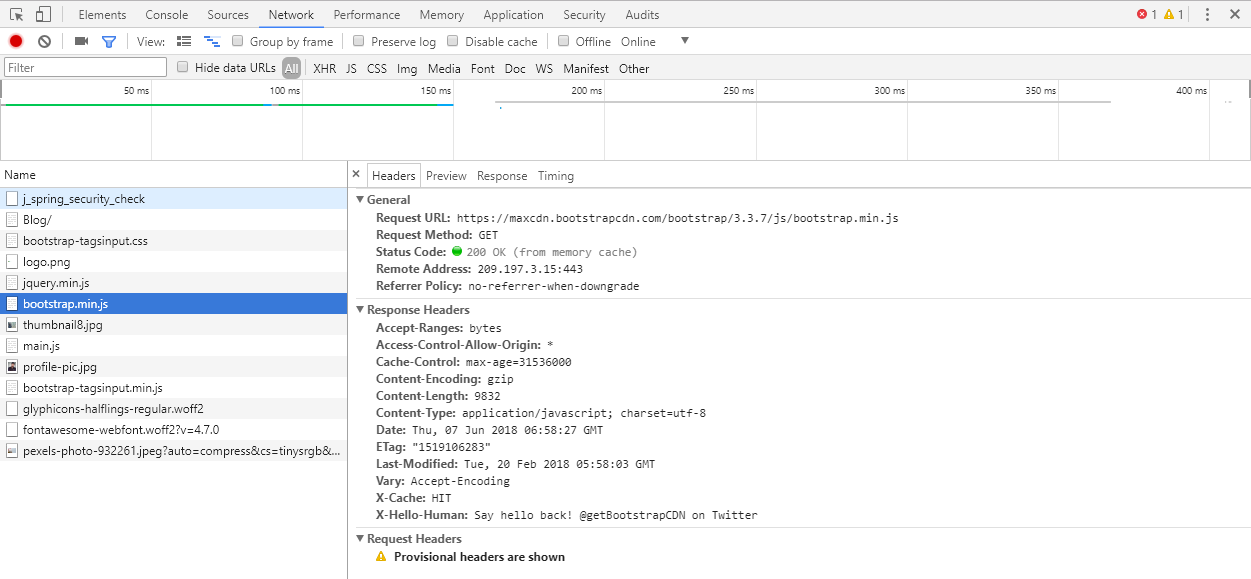 Elements Console Sources Network Performance Memory Application Security Audits 1 1
View: Group by frame Preserve log Disable cache Offline Online
Filter Hide data URLs All XHR JS CSS Img Media Font Doc WS Manifest Other
50 ms 100 ms 150 ms 200 ms 250 ms 300 ms 350 ms 400 ms
Name
j_spring_security_check
Blog/
bootstrap-tagsinput.css
logo.png
jquery.min.js
bootstrap.min.js
thumbnail8.jpg
main.js
profile-pic.jpg
bootstrap-tagsinput.min.js
glyphicons-halflings-regular.woff2
fontawesome-webfont.woff2?v=4.7.0
pexels-photo-932261.jpeg?auto=compress&cs=tinysrgb&...
× Headers Preview Response Timing
General
Request URL: https://maxcdn.bootstrapcdn.com/bootstrap/3.3.7/js/bootstrap.min.js
Request Method: GET
Status Code: 200 OK (from memory cache)
Remote Address: 209.197.3.15:443
Referrer Policy: no-referrer-when-downgrade
Response Headers
Accept-Ranges: bytes
Access-Control-Allow-Origin: *
Cache-Control: max-age=31536000
Content-Encoding: gzip
Content-Length: 9832
Content-Type: application/javascript; charset=utf-8
Date: Thu, 07 Jun 2018 06:58:27 GMT
ETag: "1519106283"
Last-Modified: Tue, 20 Feb 2018 05:58:03 GMT
Vary: Accept-Encoding
X-Cache: HIT
X-Hello-Human: Say hello back! @getBootstrapCDN on Twitter
Request Headers
Provisional headers are shown